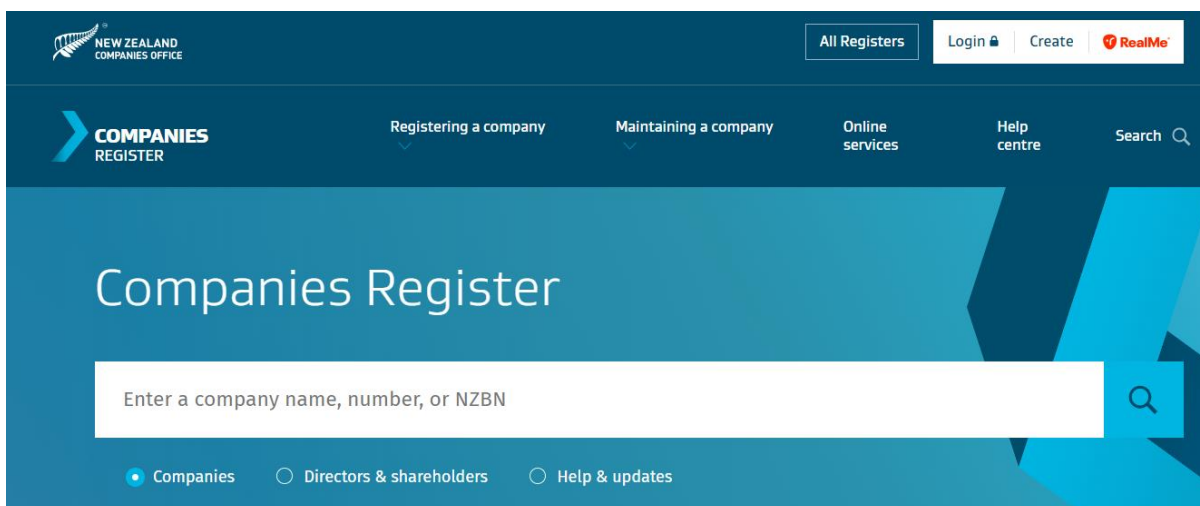 NEW ZEALAND
COMPANIES OFFICE
All Registers
Login
Create
RealMe
COMPANIES
REGISTER
Registering a company
Maintaining a company
Online
services
Help
centre
Search
Companies Register
Enter a company name, number, or NZBN
Companies
Directors & shareholders
Help & updates